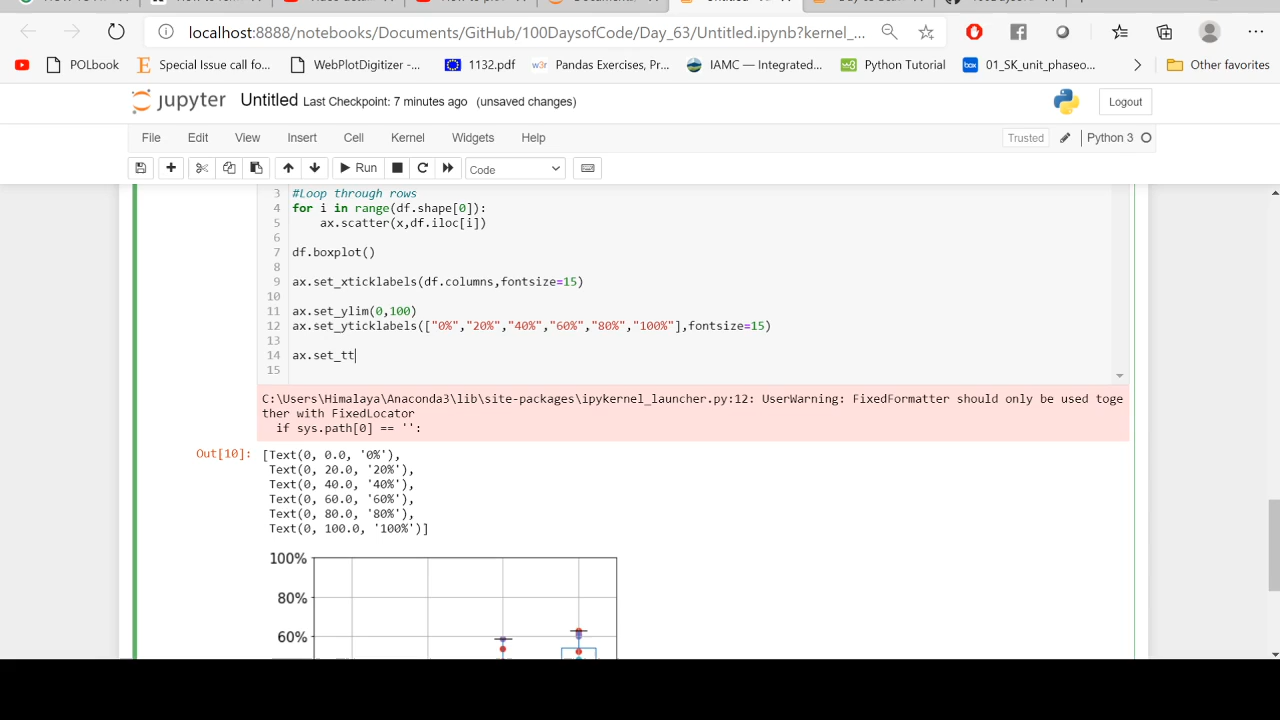 localhost:8888/notebooks/Documents/GitHub/100DaysofCode/Day_63/Untitled.ipynb?kernel_...
POLbook Special Issue call fo... WebPlotDigitizer -... 1132.pdf Pandas Exercises, Pr... IAMC — Integrated... Python Tutorial 01_SK_unit_phaseo... Other favorites
jupyter Untitled Last Checkpoint: 7 minutes ago (unsaved changes) Logout
File Edit View Insert Cell Kernel Widgets Help Trusted Python 3
Run Code
3 #Loop through rows
4 for i in range(df.shape[0]):
5 ax.scatter(x,df.iloc[i])
6
7 df.boxplot()
8
9 ax.set_xticklabels(df.columns,fontsize=15)
10
11 ax.set_ylim(0,100)
12 ax.set_yticklabels(["0%","20%","40%","60%","80%","100%"],fontsize=15)
13
14 ax.set_tt
15
C:\Users\Himalaya\Anaconda3\lib\site-packages\ipykernel_launcher.py:12: UserWarning: FixedFormatter should only be used toge
ther with FixedLocator
if sys.path[0] == '':
Out[10]: [Text(0, 0.0, '0%'),
Text(0, 20.0, '20%'),
Text(0, 40.0, '40%'),
Text(0, 60.0, '60%'),
Text(0, 80.0, '80%'),
Text(0, 100.0, '100%')]
100%
80%
60%